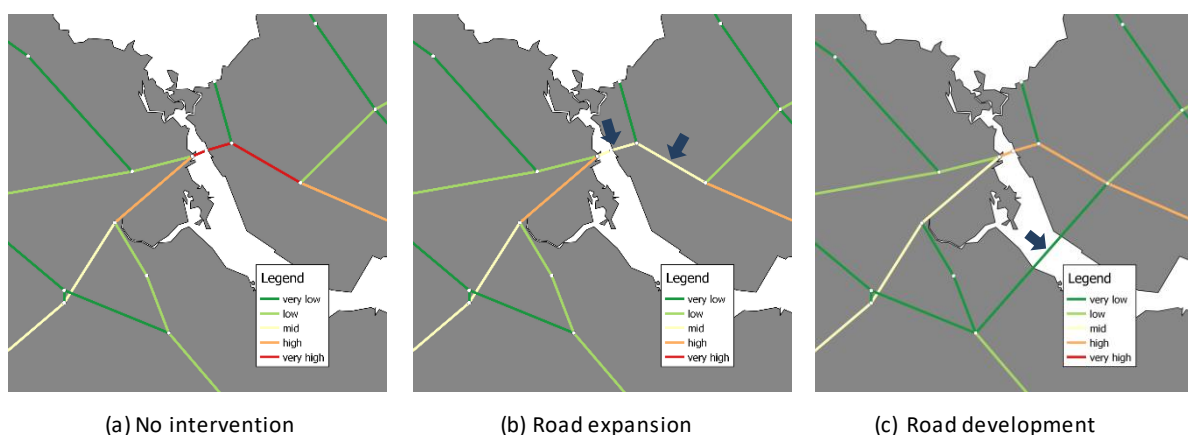 Legend
very low
low
mid
high
very high
Legend
very low
low
mid
high
very high
Legend
very low
low
mid
high
very high
(a) No intervention
(b) Road expansion
(c) Road development